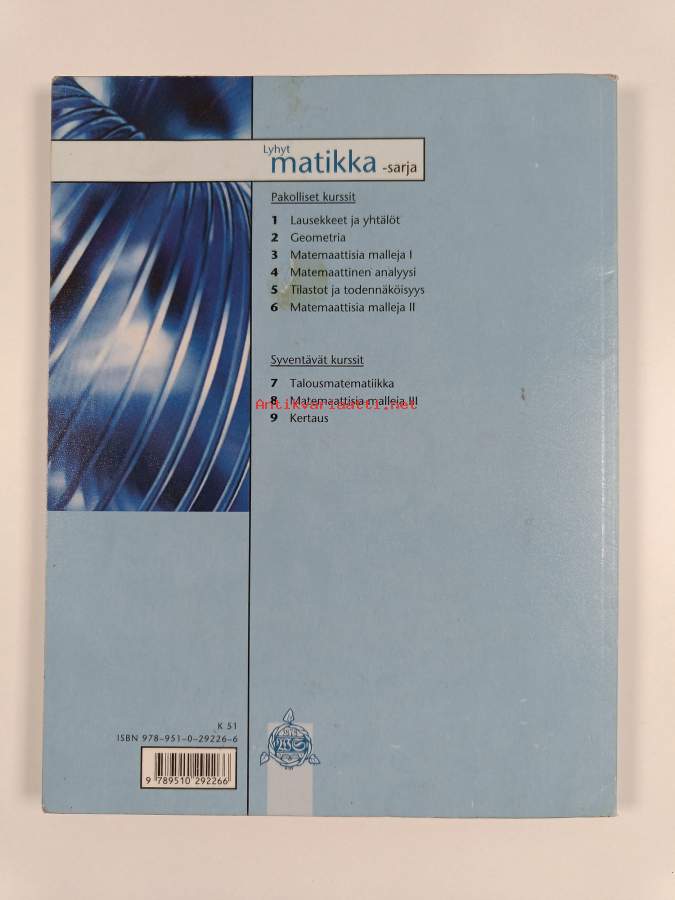 Lyhyt
matikka -sarja
Pakolliset kurssit
1 Lausekkeet ja yhtälöt
2 Geometria
3 Matemaattisia malleja I
4 Matemaattinen analyysi
5 Tilastot ja todennäköisyys
6 Matemaattisia malleja II
Syventävät kurssit
7 Talousmatematiikka
8 Matemaattisia malleja III
Antikvariaatti.net
9 Kertaus
K 51
ISBN 978-951-0-29226-6
9 789510 292266